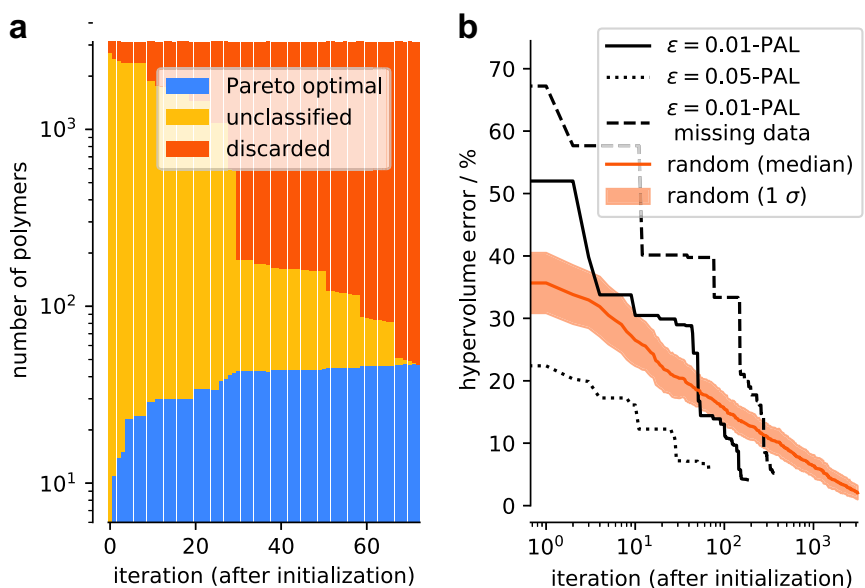 a
number of polymers
10³
10²
10¹
Pareto optimal
unclassified
discarded
0
20
40
60
iteration (after initialization)
b
hypervolume error / %
70
60
50
40
30
20
10
0
ε = 0.01-PAL
ε = 0.05-PAL
ε = 0.01-PAL
missing data
random (median)
random (1 σ)
10⁰
10¹
10²
10³
iteration (after initialization)